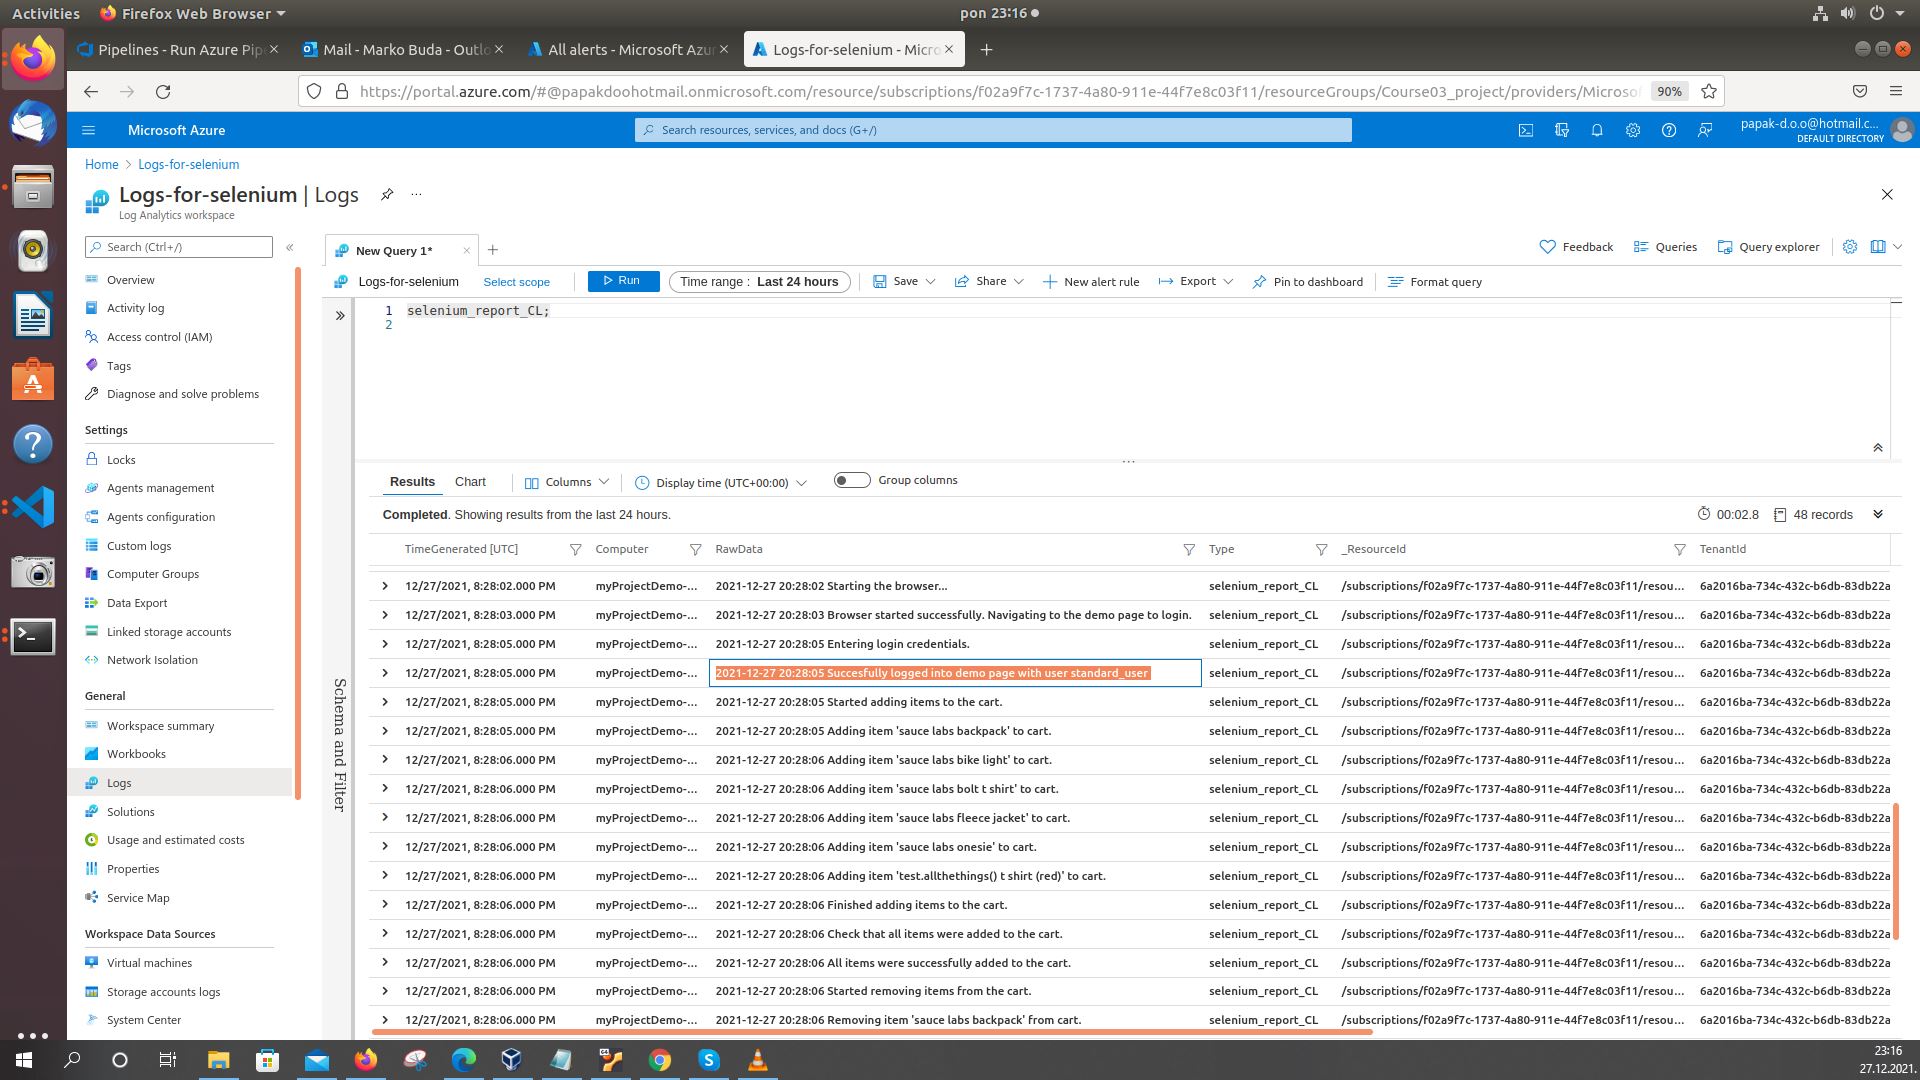 Activities
Firefox Web Browser
pon 23:16
Pipelines - Run Azure Pip
Mail - Marko Buda - Outlo
All alerts - Microsoft Azur
Logs-for-selenium - Micro
https://portal.azure.com/#@papakdoohotmail.onmicrosoft.com/resource/subscriptions/f02a9f7c-1737-4a80-911e-44f7e8c03f11/resourceGroups/Course03_project/providers/Microsof
90%
Microsoft Azure
Search resources, services, and docs (G+/)
papak-d.o.o@hotmail.c...
DEFAULT DIRECTORY
Home > Logs-for-selenium
Logs-for-selenium | Logs
Log Analytics workspace
Search (Ctrl+/)
Overview
Activity log
Access control (IAM)
Tags
Diagnose and solve problems
Settings
Locks
Agents management
Agents configuration
Custom logs
Computer Groups
Data Export
Linked storage accounts
Network Isolation
General
Workspace summary
Workbooks
Logs
Solutions
Usage and estimated costs
Properties
Service Map
Workspace Data Sources
Virtual machines
Storage accounts logs
System Center
New Query 1*
Feedback
Queries
Query explorer
Logs-for-selenium
Select scope
Run
Time range : Last 24 hours
Save
Share
New alert rule
Export
Pin to dashboard
Format query
1 selenium_report_CL;
2
Schema and Filter
Results
Chart
Columns
Display time (UTC+00:00)
Group columns
Completed. Showing results from the last 24 hours.
00:02.8
48 records
TimeGenerated [UTC] Computer RawData Type _ResourceId TenantId
12/27/2021, 8:28:02.000 PM myProjectDemo-... 2021-12-27 20:28:02 Starting the browser... selenium_report_CL /subscriptions/f02a9f7c-1737-4a80-911e-44f7e8c03f11/resou... 6a2016ba-734c-432c-b6db-83db22a
12/27/2021, 8:28:03.000 PM myProjectDemo-... 2021-12-27 20:28:03 Browser started successfully. Navigating to the demo page to login. selenium_report_CL /subscriptions/f02a9f7c-1737-4a80-911e-44f7e8c03f11/resou... 6a2016ba-734c-432c-b6db-83db22a
12/27/2021, 8:28:05.000 PM myProjectDemo-... 2021-12-27 20:28:05 Entering login credentials. selenium_report_CL /subscriptions/f02a9f7c-1737-4a80-911e-44f7e8c03f11/resou... 6a2016ba-734c-432c-b6db-83db22a
12/27/2021, 8:28:05.000 PM myProjectDemo-... 2021-12-27 20:28:05 Succesfully logged into demo page with user standard_user selenium_report_CL /subscriptions/f02a9f7c-1737-4a80-911e-44f7e8c03f11/resou... 6a2016ba-734c-432c-b6db-83db22a
12/27/2021, 8:28:05.000 PM myProjectDemo-... 2021-12-27 20:28:05 Started adding items to the cart. selenium_report_CL /subscriptions/f02a9f7c-1737-4a80-911e-44f7e8c03f11/resou... 6a2016ba-734c-432c-b6db-83db22a
12/27/2021, 8:28:05.000 PM myProjectDemo-... 2021-12-27 20:28:05 Adding item 'sauce labs backpack' to cart. selenium_report_CL /subscriptions/f02a9f7c-1737-4a80-911e-44f7e8c03f11/resou... 6a2016ba-734c-432c-b6db-83db22a
12/27/2021, 8:28:06.000 PM myProjectDemo-... 2021-12-27 20:28:06 Adding item 'sauce labs bike light' to cart. selenium_report_CL /subscriptions/f02a9f7c-1737-4a80-911e-44f7e8c03f11/resou... 6a2016ba-734c-432c-b6db-83db22a
12/27/2021, 8:28:06.000 PM myProjectDemo-... 2021-12-27 20:28:06 Adding item 'sauce labs bolt t shirt' to cart. selenium_report_CL /subscriptions/f02a9f7c-1737-4a80-911e-44f7e8c03f11/resou... 6a2016ba-734c-432c-b6db-83db22a
12/27/2021, 8:28:06.000 PM myProjectDemo-... 2021-12-27 20:28:06 Adding item 'sauce labs fleece jacket' to cart. selenium_report_CL /subscriptions/f02a9f7c-1737-4a80-911e-44f7e8c03f11/resou... 6a2016ba-734c-432c-b6db-83db22a
12/27/2021, 8:28:06.000 PM myProjectDemo-... 2021-12-27 20:28:06 Adding item 'sauce labs onesie' to cart. selenium_report_CL /subscriptions/f02a9f7c-1737-4a80-911e-44f7e8c03f11/resou... 6a2016ba-734c-432c-b6db-83db22a
12/27/2021, 8:28:06.000 PM myProjectDemo-... 2021-12-27 20:28:06 Adding item 'test.allthethings() t shirt (red)' to cart. selenium_report_CL /subscriptions/f02a9f7c-1737-4a80-911e-44f7e8c03f11/resou... 6a2016ba-734c-432c-b6db-83db22a
12/27/2021, 8:28:06.000 PM myProjectDemo-... 2021-12-27 20:28:06 Finished adding items to the cart. selenium_report_CL /subscriptions/f02a9f7c-1737-4a80-911e-44f7e8c03f11/resou... 6a2016ba-734c-432c-b6db-83db22a
12/27/2021, 8:28:06.000 PM myProjectDemo-... 2021-12-27 20:28:06 Check that all items were added to the cart. selenium_report_CL /subscriptions/f02a9f7c-1737-4a80-911e-44f7e8c03f11/resou... 6a2016ba-734c-432c-b6db-83db22a
12/27/2021, 8:28:06.000 PM myProjectDemo-... 2021-12-27 20:28:06 All items were successfully added to the cart. selenium_report_CL /subscriptions/f02a9f7c-1737-4a80-911e-44f7e8c03f11/resou... 6a2016ba-734c-432c-b6db-83db22a
12/27/2021, 8:28:06.000 PM myProjectDemo-... 2021-12-27 20:28:06 Started removing items from the cart. selenium_report_CL /subscriptions/f02a9f7c-1737-4a80-911e-44f7e8c03f11/resou... 6a2016ba-734c-432c-b6db-83db22a
12/27/2021, 8:28:06.000 PM myProjectDemo-... 2021-12-27 20:28:06 Removing item 'sauce labs backpack' from cart. selenium_report_CL /subscriptions/f02a9f7c-1737-4a80-911e-44f7e8c03f11/resou... 6a2016ba-734c-432c-b6db-83db22a
23:16
27.12.2021.